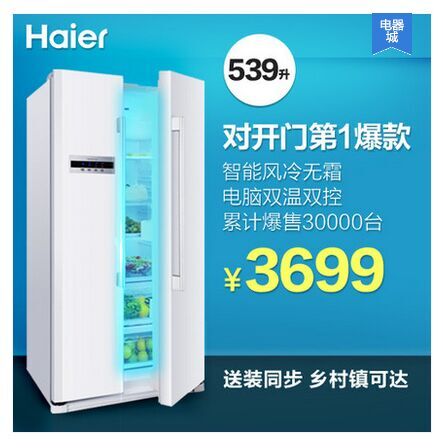 Haier
电器
城
539升
对开门第1爆款
智能风冷无霜
电脑双温双控
累计爆售30000台
¥3699
送装同步 乡村镇可达